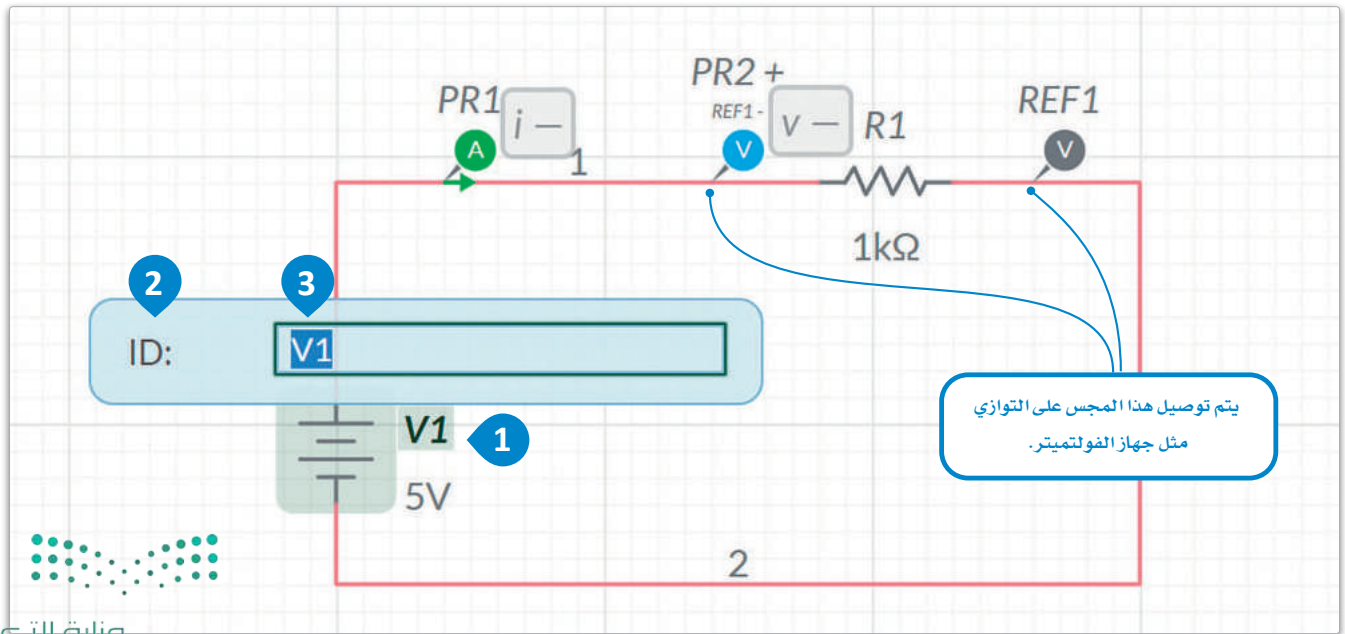 PR1
i —
PR2 +
REF1 -
v —
R1
REF1
A
V
V
1
1kΩ
2
3
ID:
V1
V1
1
5V
يتم توصيل هذا المجس على التوازي
مثل جهاز الفولتميتر.
2